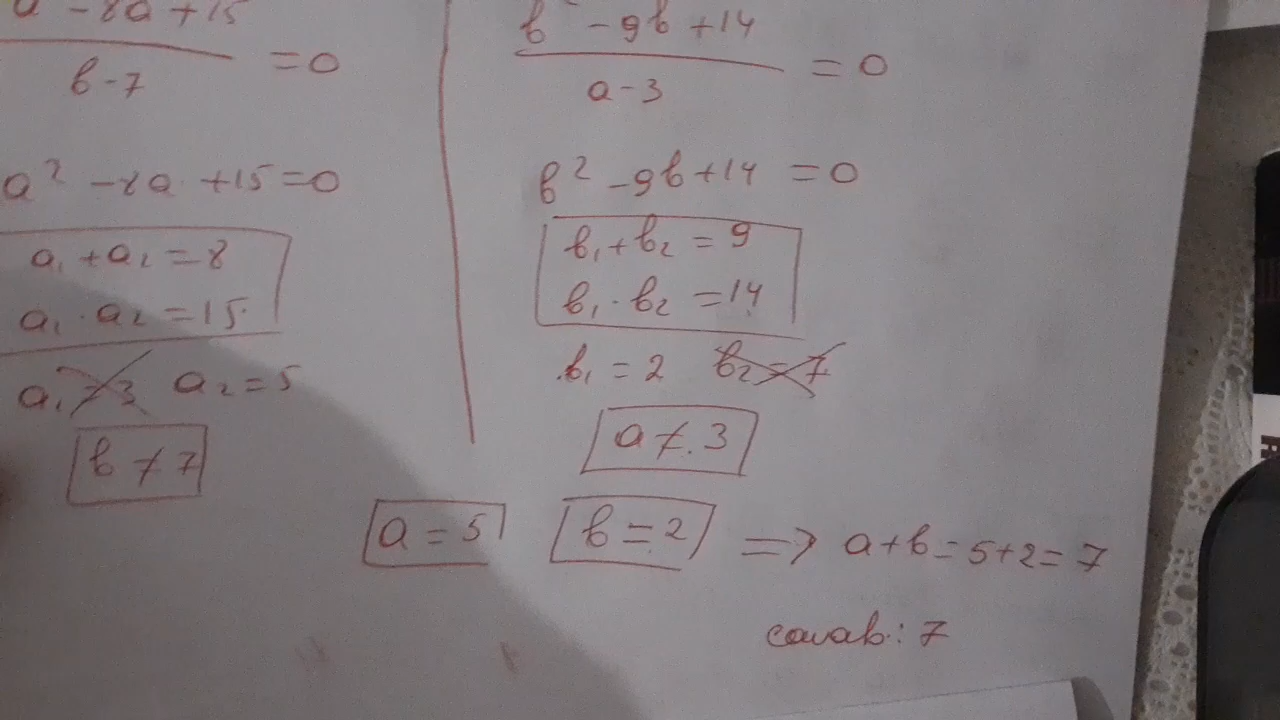 a² - 8a + 15
b - 7
= 0
a² - 8a + 15 = 0
a₁ + a₂ = 8
a₁ · a₂ = 15
a₁ = 3 a₂ = 5
b ≠ 7
b² - 9b + 14
a - 3
= 0
b² - 9b + 14 = 0
b₁ + b₂ = 9
b₁ · b₂ = 14
b₁ = 2 b₂ = 7
a ≠ 3
a = 5 b = 2 => a + b = 5 + 2 = 7
cavab: 7